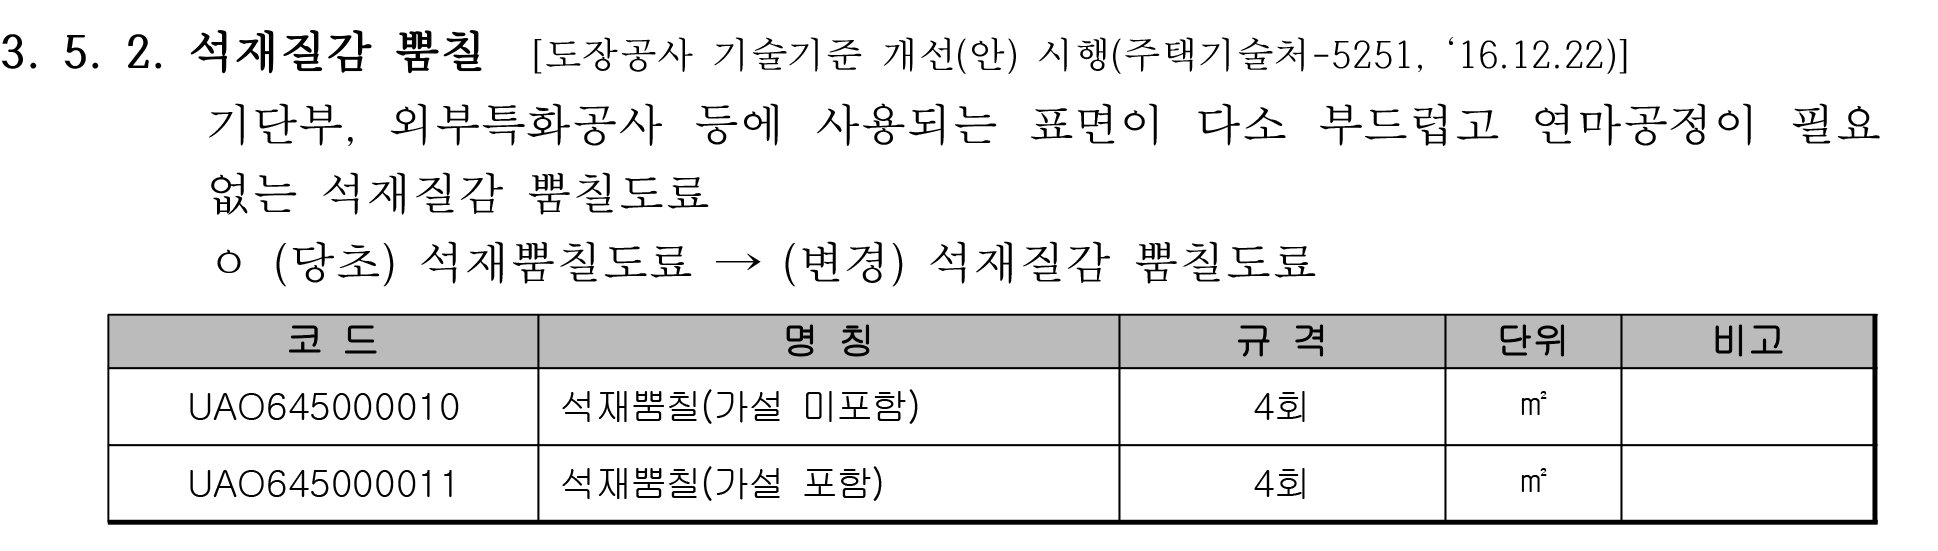 3. 5. 2. 석재질감 뿜칠 [도장공사 기술기준 개선(안) 시행(주택기술처-5251, ‘16.12.22)]
기단부, 외부특화공사 등에 사용되는 표면이 다소 부드럽고 연마공정이 필요
없는 석재질감 뿜칠도료
ㅇ (당초) 석재뿜칠도료 → (변경) 석재질감 뿜칠도료
코 드 명 칭 규 격 단위 비고
UAO645000010 석재뿜칠(가설 미포함) 4회 ㎡
UAO645000011 석재뿜칠(가설 포함) 4회 ㎡